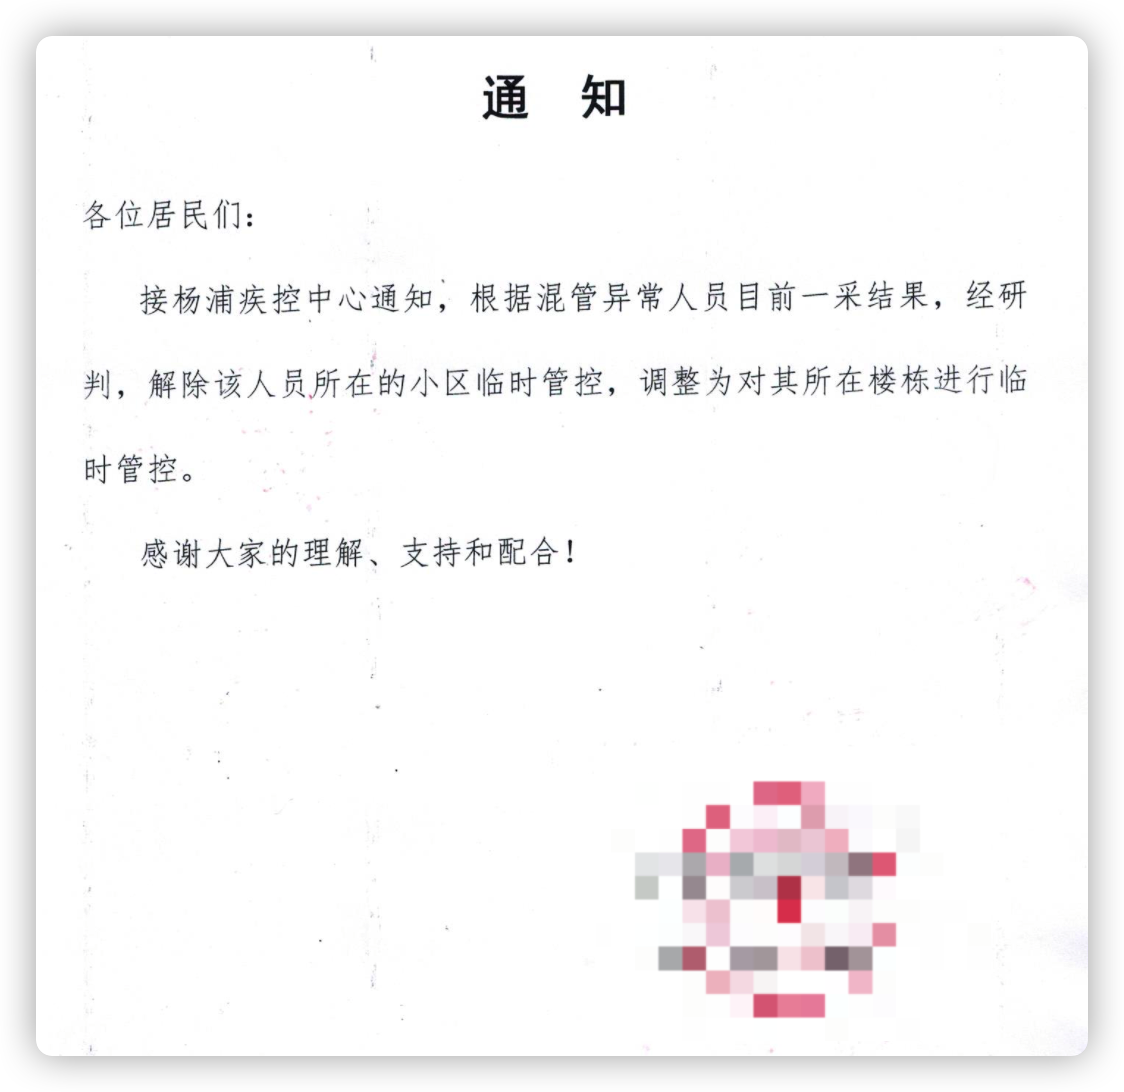 通 知
各位居民们：
接杨浦疾控中心通知，根据混管异常人员目前一采结果，经研
判，解除该人员所在的小区临时管控，调整为对其所在楼栋进行临
时管控。
感谢大家的理解、支持和配合！